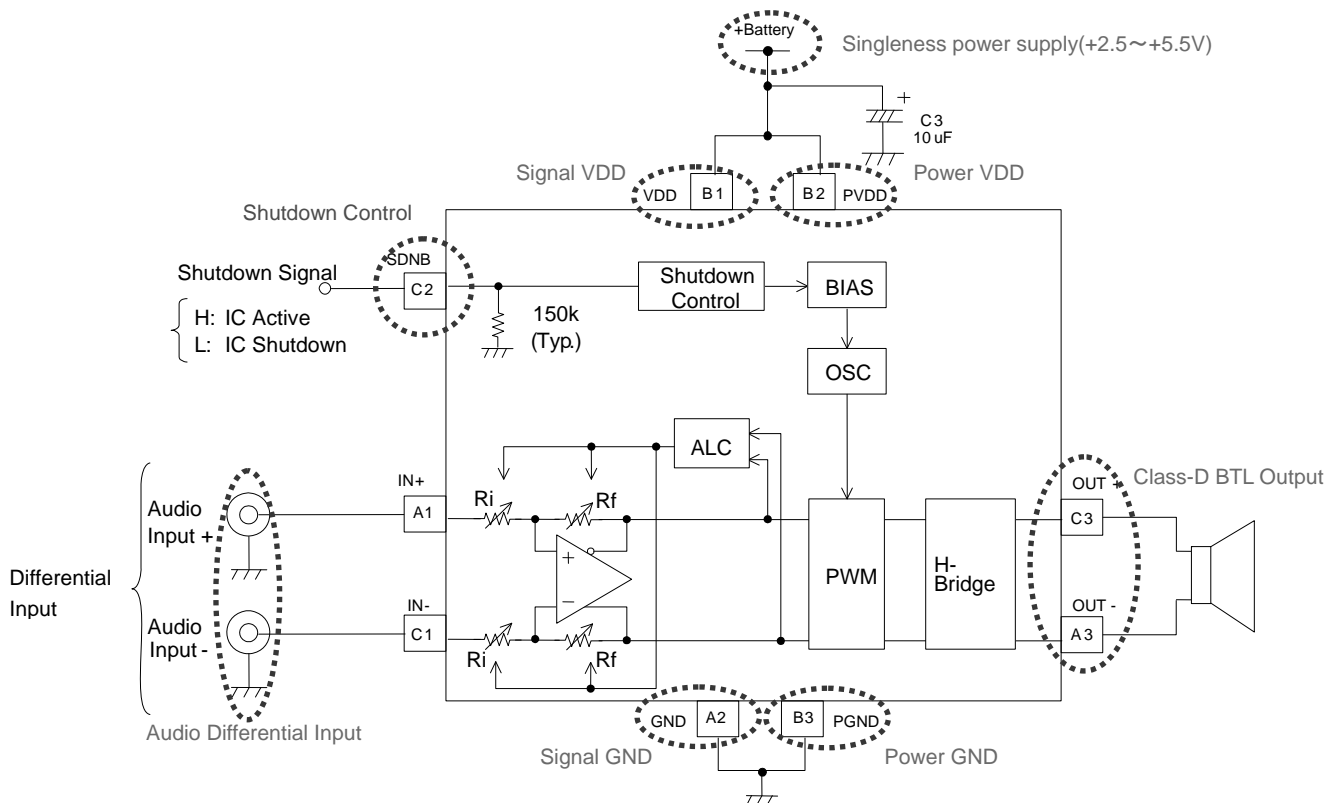 +Battery
Singleness power supply(+2.5～+5.5V)
+
C3
10 uF
Signal VDD
VDD
B1
B2
PVDD
Power VDD
Shutdown Control
SDNB
Shutdown Signal
C2
H: IC Active
L: IC Shutdown
150k
(Typ.)
Shutdown
Control
BIAS
OSC
ALC
Differential
Input
Audio
Input +
IN+
A1
Ri
Rf
+
-
Audio
Input -
IN-
C1
Ri
Rf
PWM
H-
Bridge
Class-D BTL Output
OUT +
C3
OUT -
A3
Audio Differential Input
GND
A2
B3
PGND
Signal GND
Power GND